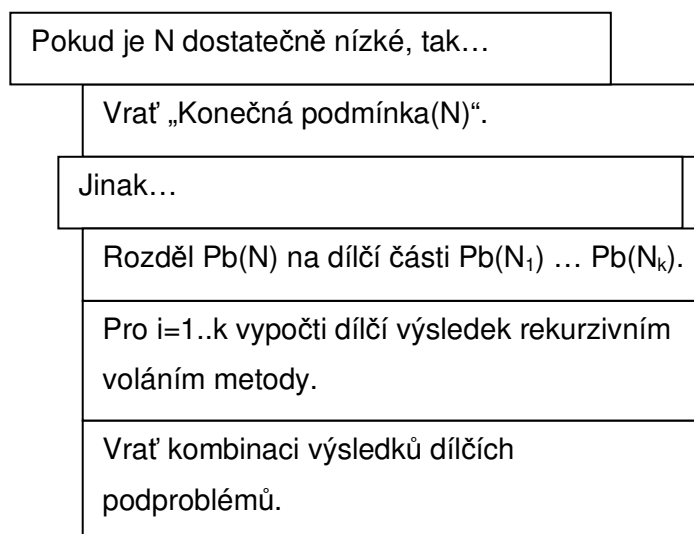 Pokud je N dostatečně nízké, tak…
Vrať „Konečná podmínka(N)“.
Jinak…
Rozděl Pb(N) na dílčí části Pb(N₁) … Pb(Nₖ).
Pro i=1..k vypočti dílčí výsledek rekurzivním
voláním metody.
Vrať kombinaci výsledků dílčích
podproblémů.